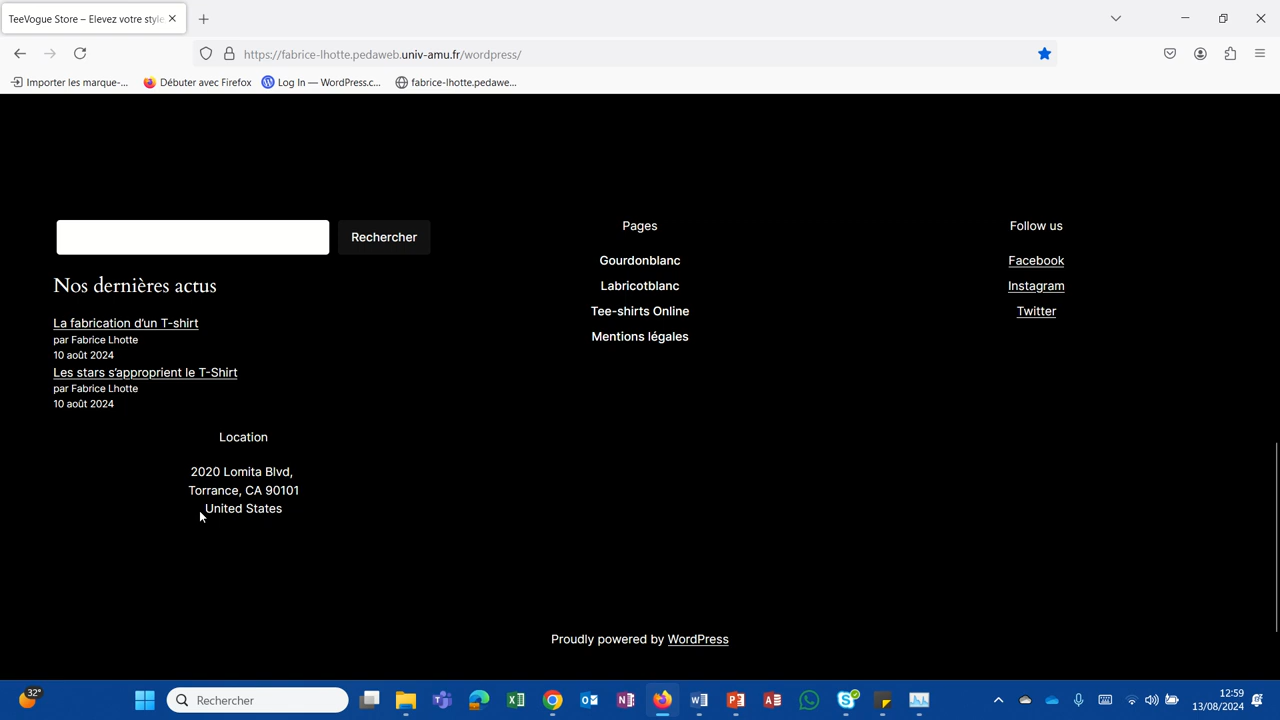 TeeVogue Store – Elevez votre style
https://fabrice-lhotte.pedaweb.univ-amu.fr/wordpress/
Importer les marque-... Débuter avec Firefox Log In — WordPress.c... fabrice-lhotte.pedawe...
Rechercher
Nos dernières actus
La fabrication d'un T-shirt
par Fabrice Lhotte
10 août 2024
Les stars s'approprient le T-Shirt
par Fabrice Lhotte
10 août 2024
Location
2020 Lomita Blvd,
Torrance, CA 90101
United States
Pages
Gourdonblanc
Labricotblanc
Tee-shirts Online
Mentions légales
Follow us
Facebook
Instagram
Twitter
Proudly powered by WordPress
32°
Rechercher
12:59
13/08/2024